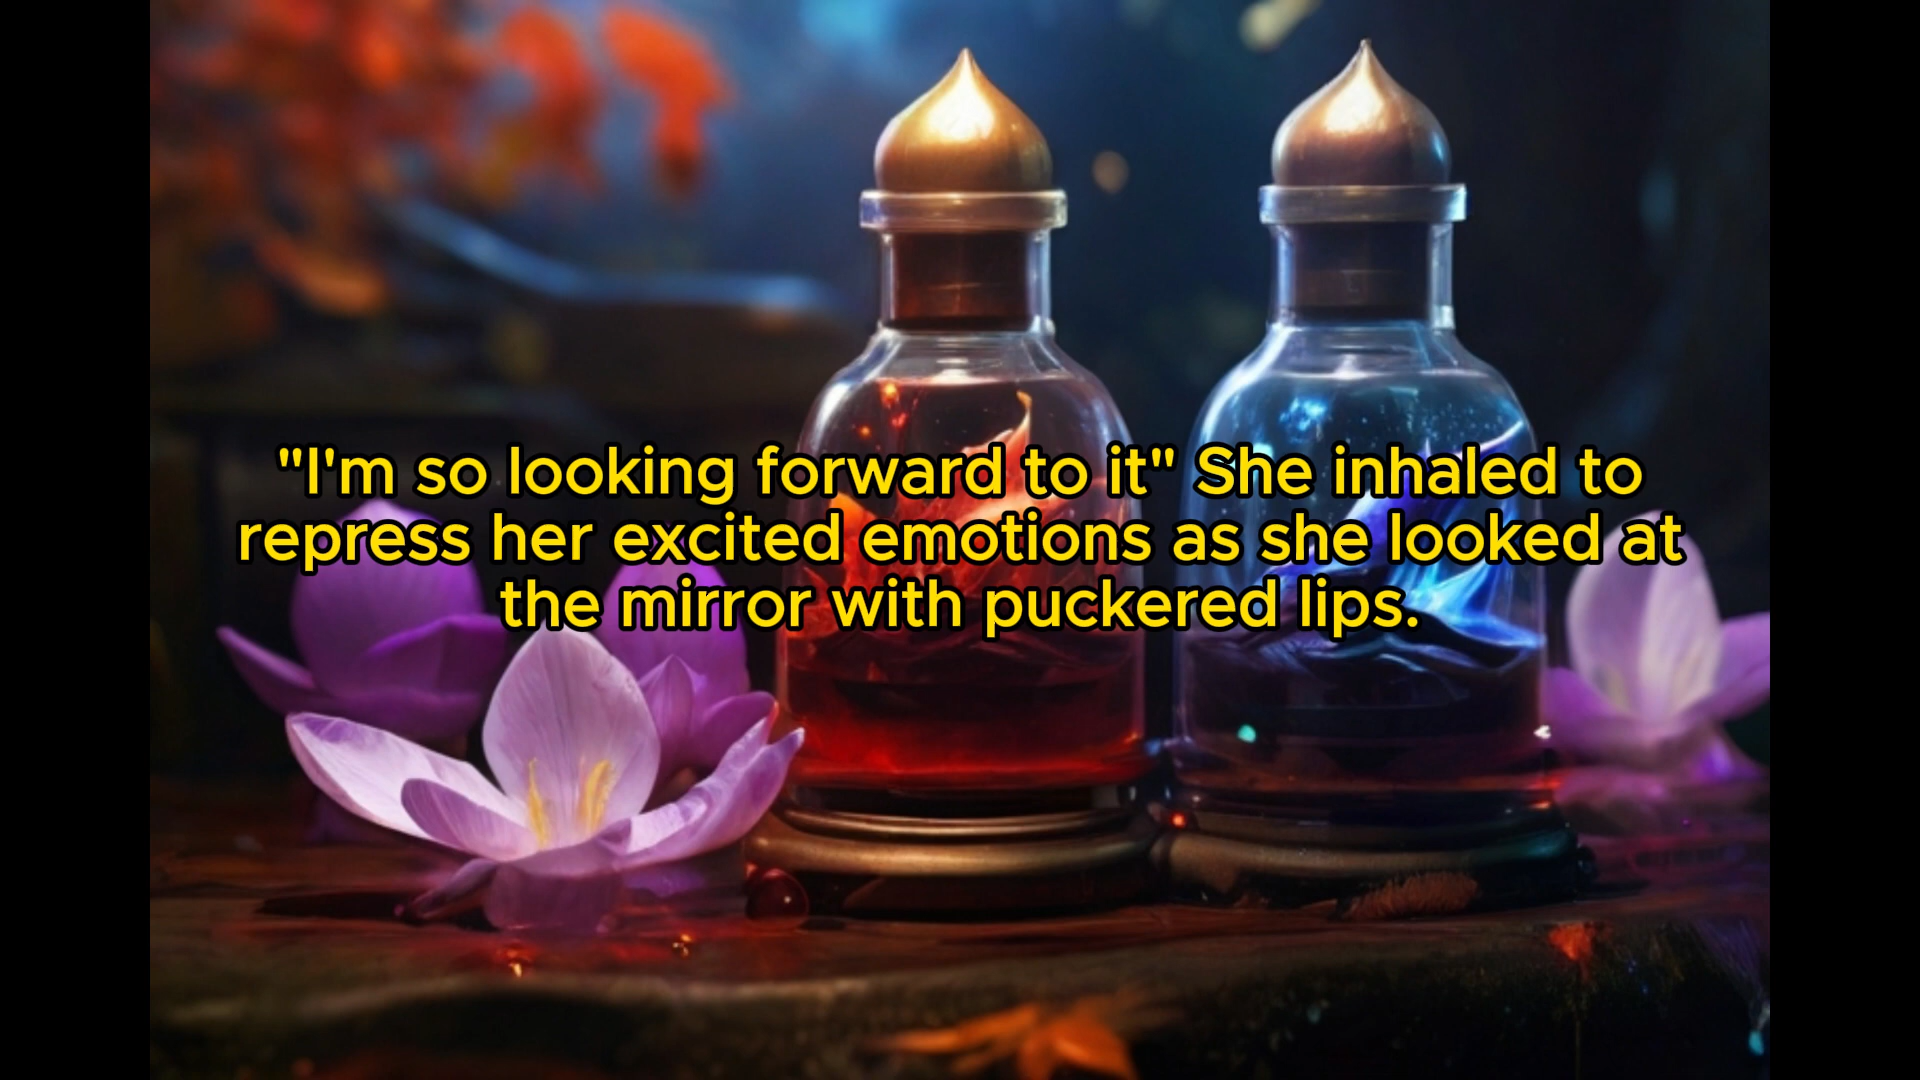 "I'm so looking forward to it" She inhaled to
repress her excited emotions as she looked at
the mirror with puckered lips.